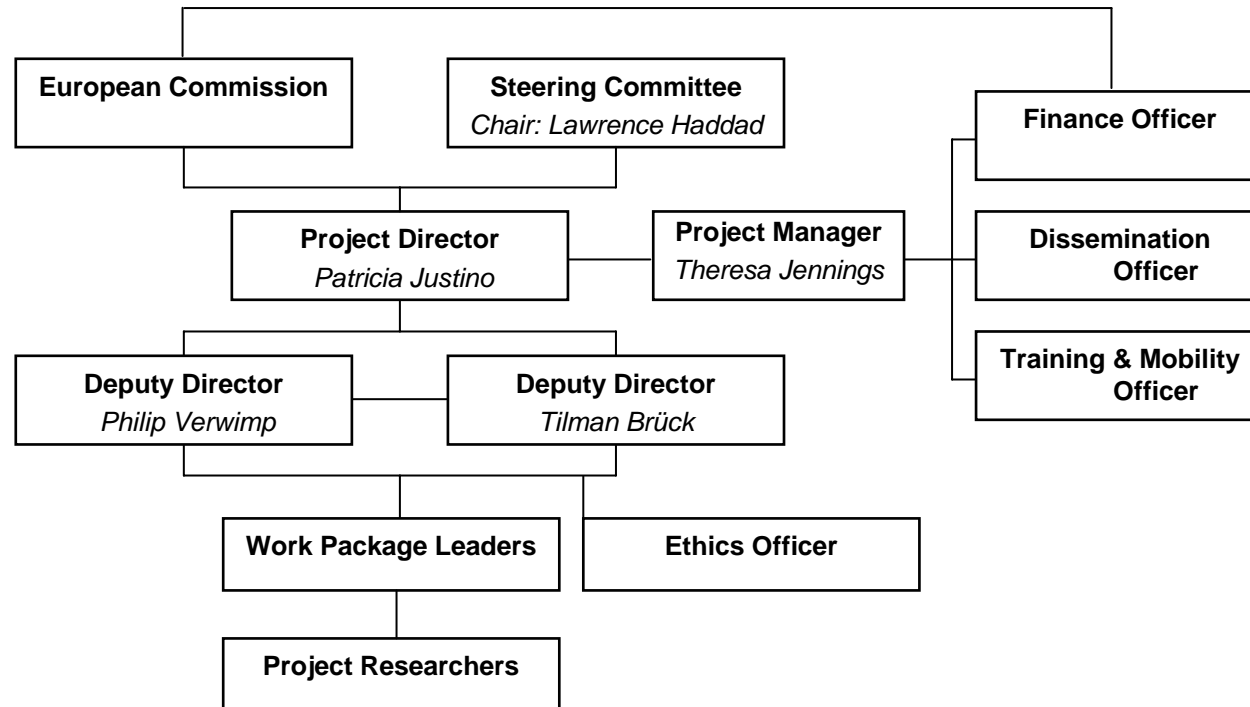 European Commission
Steering Committee
Chair: Lawrence Haddad
Finance Officer
Project Director
Patricia Justino
Project Manager
Theresa Jennings
Dissemination
Officer
Deputy Director
Philip Verwimp
Deputy Director
Tilman Brück
Training & Mobility
Officer
Work Package Leaders
Ethics Officer
Project Researchers